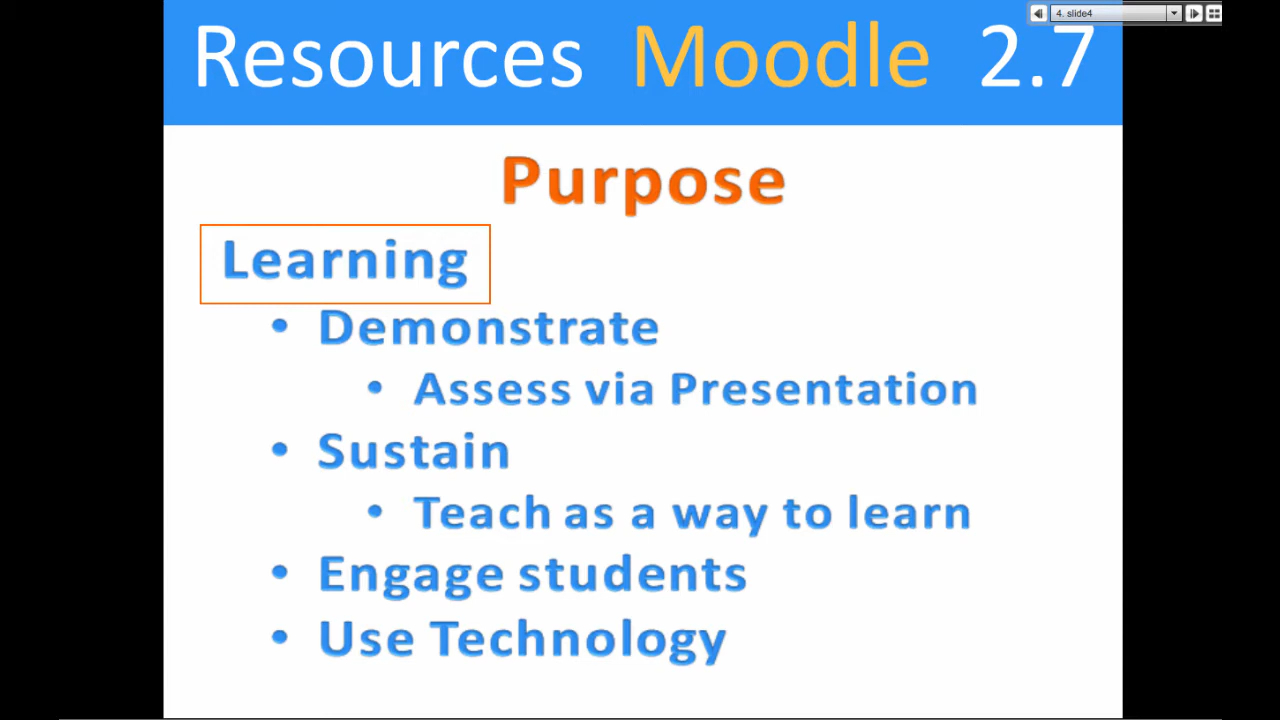 4. slide4
Resources Moodle 2.7
Purpose
Learning
• Demonstrate
• Assess via Presentation
• Sustain
• Teach as a way to learn
• Engage students
• Use Technology